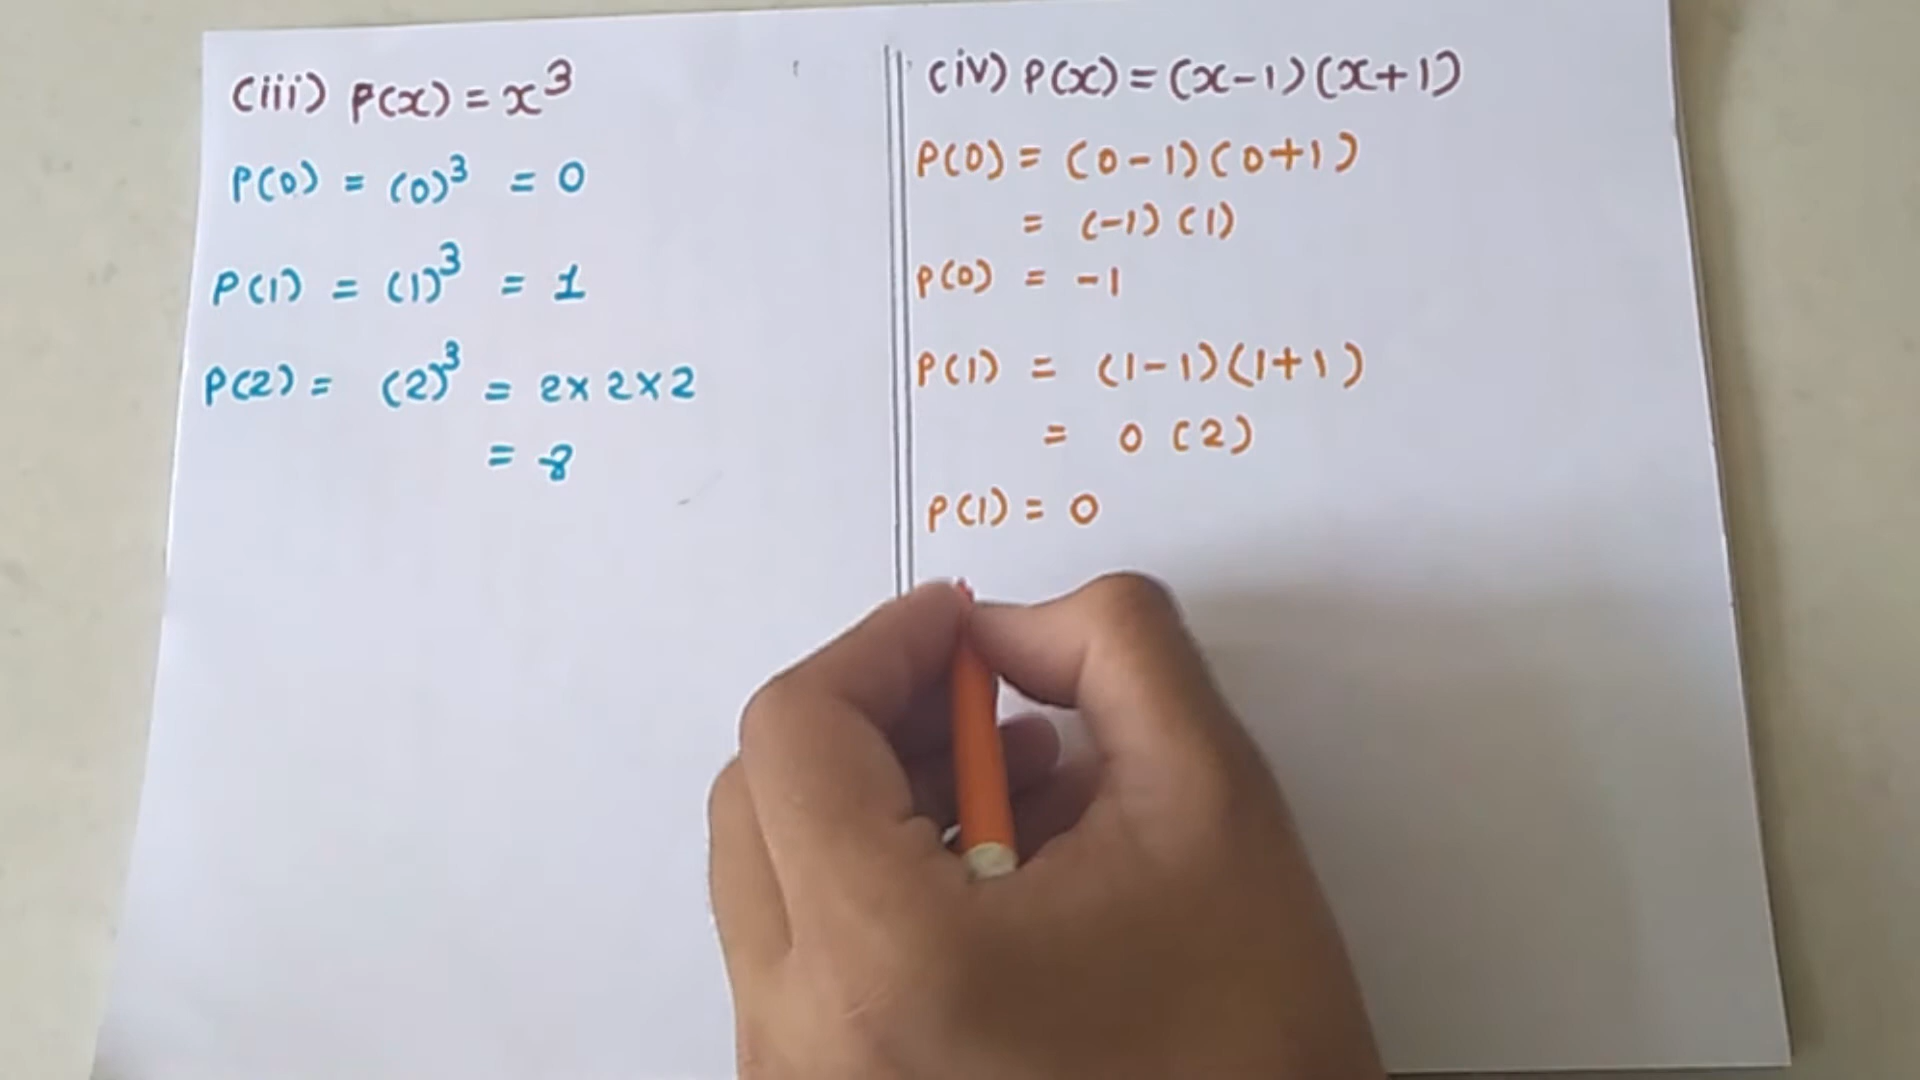 (iii) P(x) = x³
P(0) = (0)³ = 0
P(1) = (1)³ = 1
P(2) = (2)³ = 2 x 2 x 2
= 8
(iv) P(x) = (x-1)(x+1)
P(0) = (0-1)(0+1)
= (-1)(1)
P(0) = -1
P(1) = (1-1)(1+1)
= 0 (2)
P(1) = 0